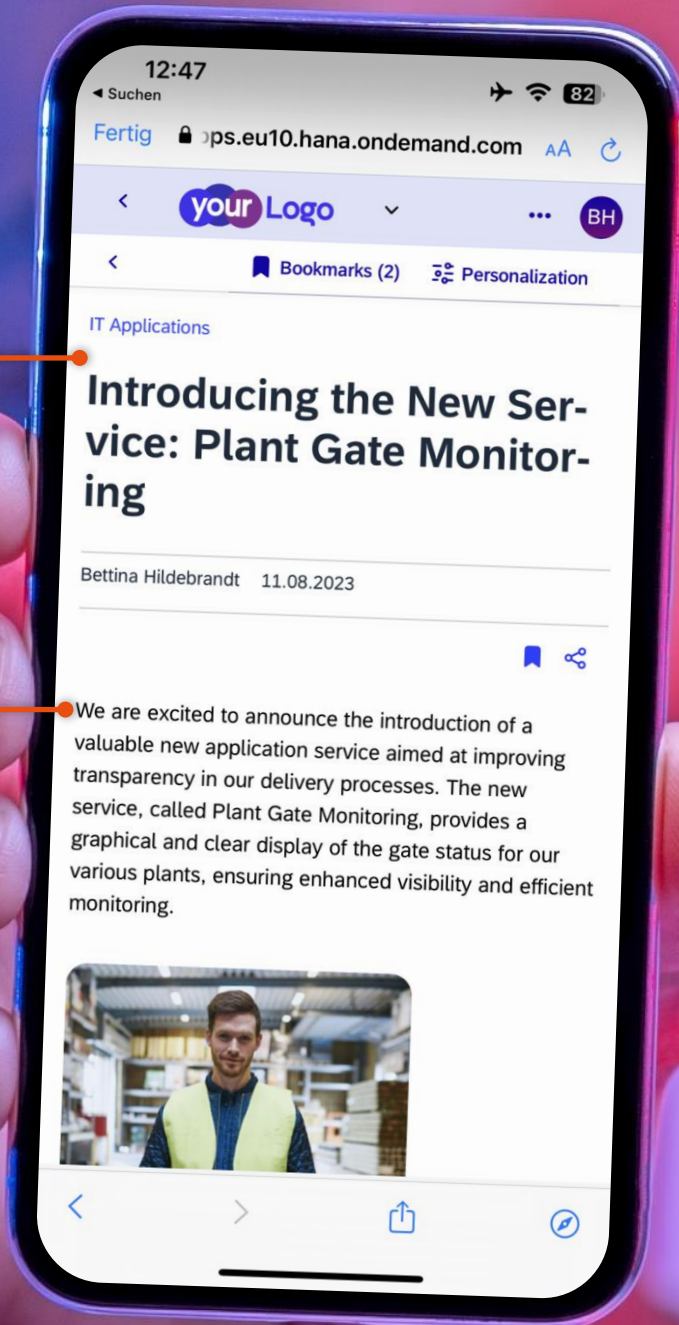 12:47
◀ Suchen
82
Fertig
ps.eu10.hana.ondemand.com
AA
your Logo
BH
Bookmarks (2)
Personalization
IT Applications
Introducing the New Ser-
vice: Plant Gate Monitor-
ing
Bettina Hildebrandt 11.08.2023
We are excited to announce the introduction of a
valuable new application service aimed at improving
transparency in our delivery processes. The new
service, called Plant Gate Monitoring, provides a
graphical and clear display of the gate status for our
various plants, ensuring enhanced visibility and efficient
monitoring.